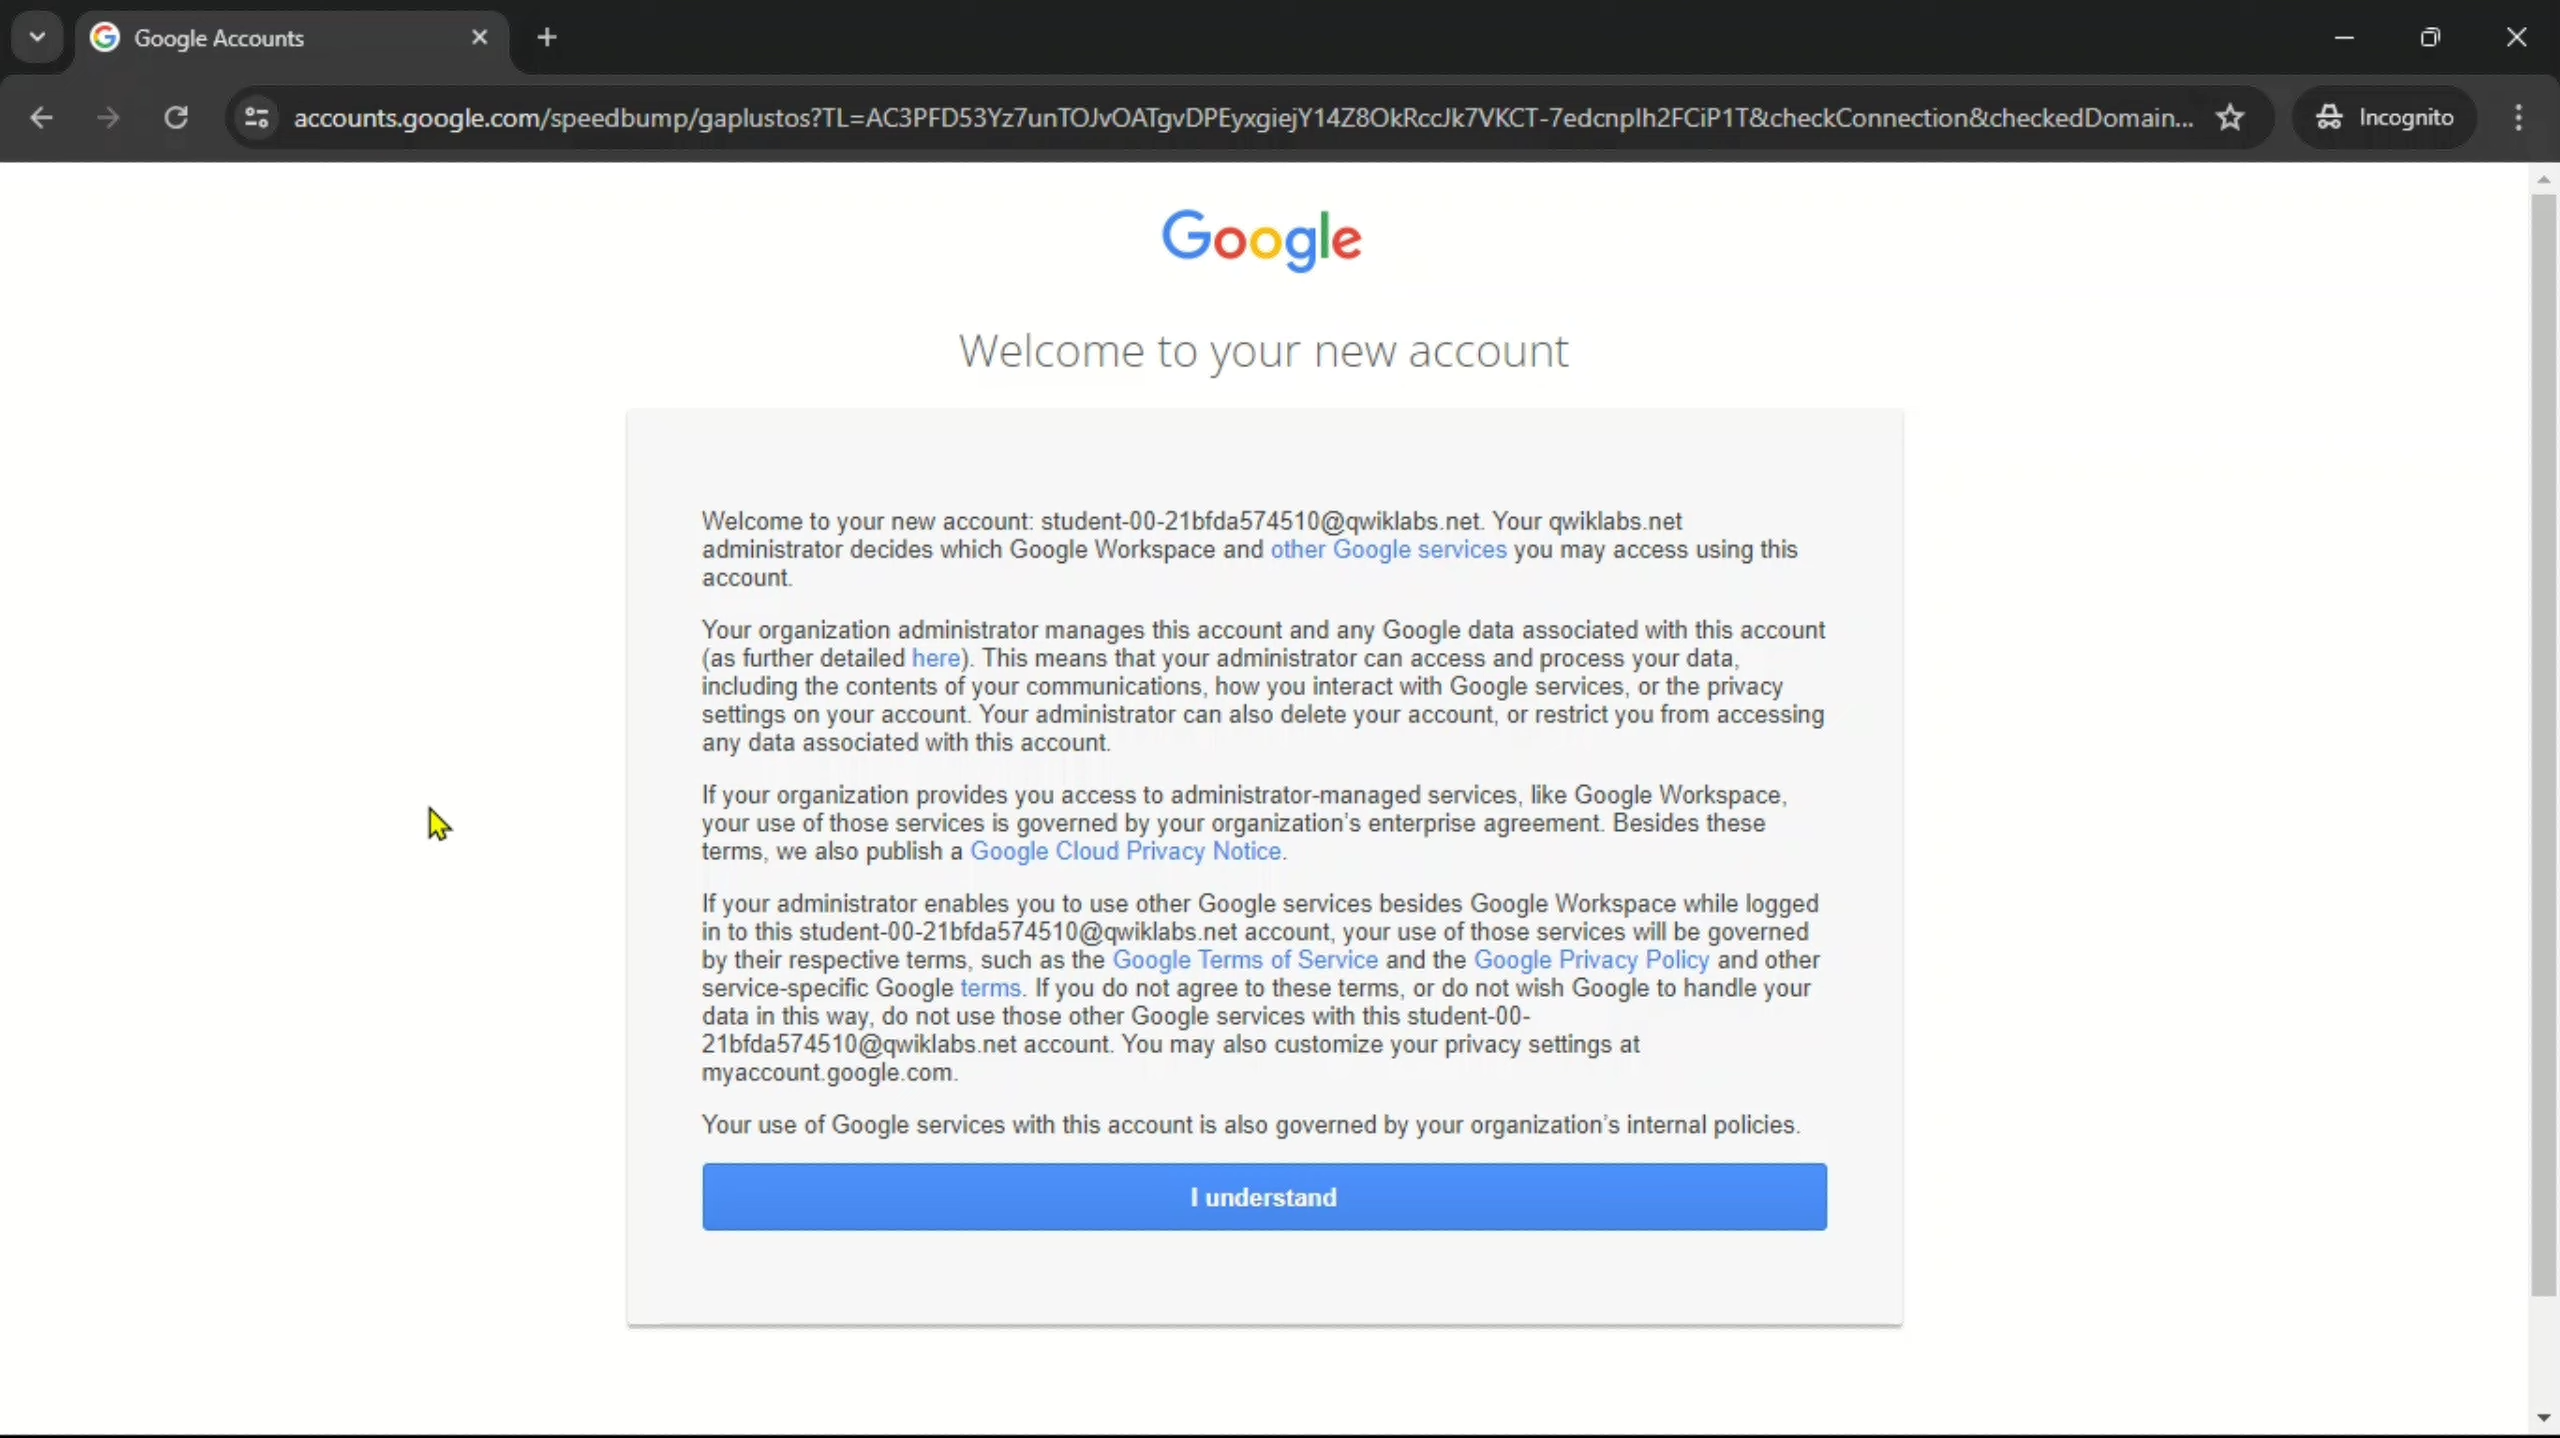 Google Accounts
accounts.google.com/speedbump/gaplustos?TL=AC3PFD53Yz7unTOJvOATgvDPEyxgiejY14Z8OkRccJk7VKCT-7edcnpIh2FCiP1T&checkConnection&checkedDomain...
Incognito
Google
Welcome to your new account
Welcome to your new account: student-00-21bfda574510@qwiklabs.net. Your qwiklabs.net
administrator decides which Google Workspace and other Google services you may access using this
account.
Your organization administrator manages this account and any Google data associated with this account
(as further detailed here). This means that your administrator can access and process your data,
including the contents of your communications, how you interact with Google services, or the privacy
settings on your account. Your administrator can also delete your account, or restrict you from accessing
any data associated with this account.
If your organization provides you access to administrator-managed services, like Google Workspace,
your use of those services is governed by your organization's enterprise agreement. Besides these
terms, we also publish a Google Cloud Privacy Notice.
If your administrator enables you to use other Google services besides Google Workspace while logged
in to this student-00-21bfda574510@qwiklabs.net account, your use of those services will be governed
by their respective terms, such as the Google Terms of Service and the Google Privacy Policy and other
service-specific Google terms. If you do not agree to these terms, or do not wish Google to handle your
data in this way, do not use those other Google services with this student-00-
21bfda574510@qwiklabs.net account. You may also customize your privacy settings at
myaccount.google.com.
Your use of Google services with this account is also governed by your organization's internal policies.
I understand